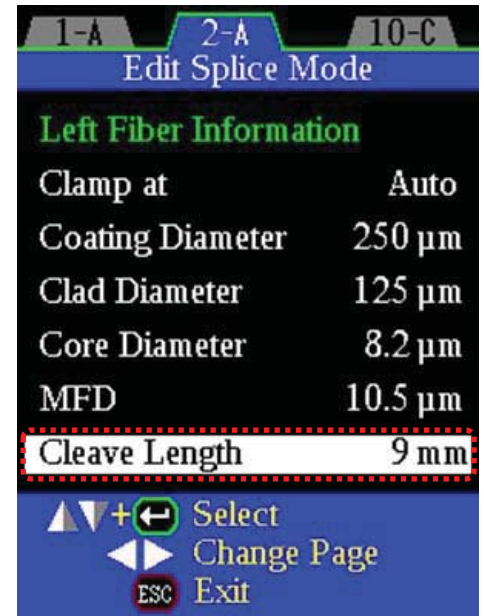 1-A 2-A 10-C
Edit Splice Mode
Left Fiber Information
Clamp at Auto
Coating Diameter 250 µm
Clad Diameter 125 µm
Core Diameter 8.2 µm
MFD 10.5 µm
Cleave Length 9 mm
+ Select
Change Page
ESC Exit